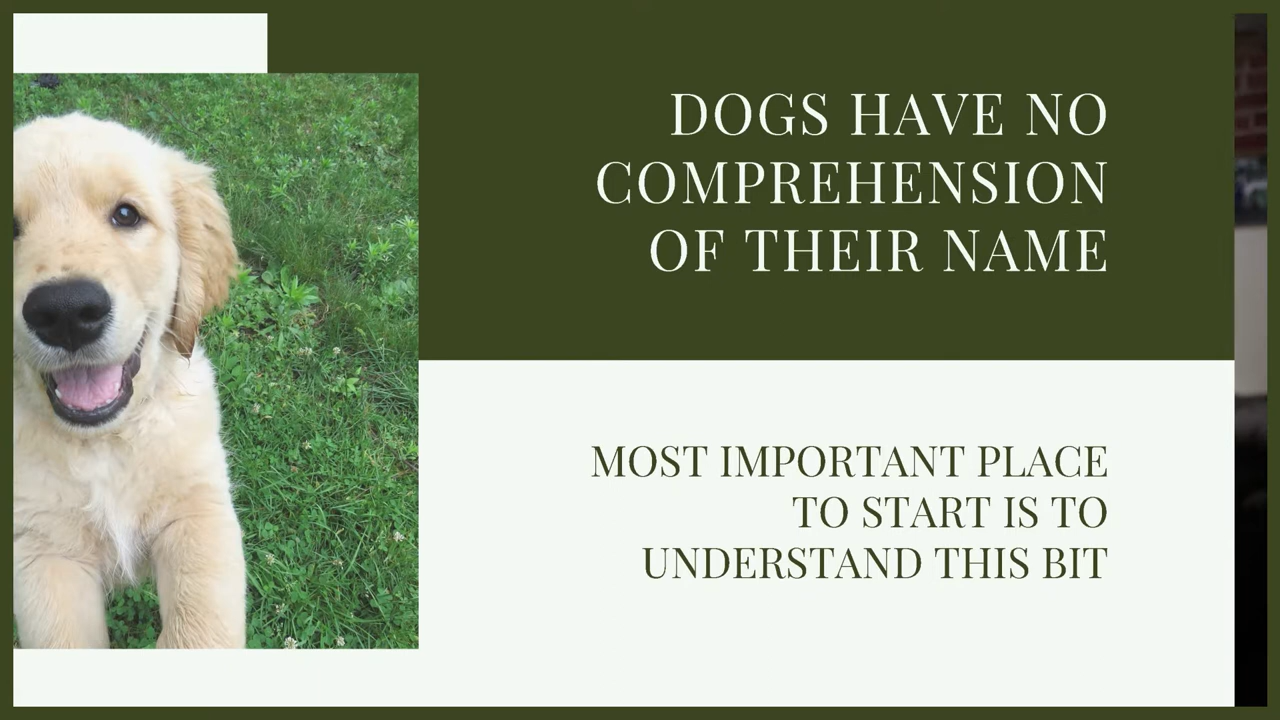 DOGS HAVE NO
COMPREHENSION
OF THEIR NAME
MOST IMPORTANT PLACE
TO START IS TO
UNDERSTAND THIS BIT